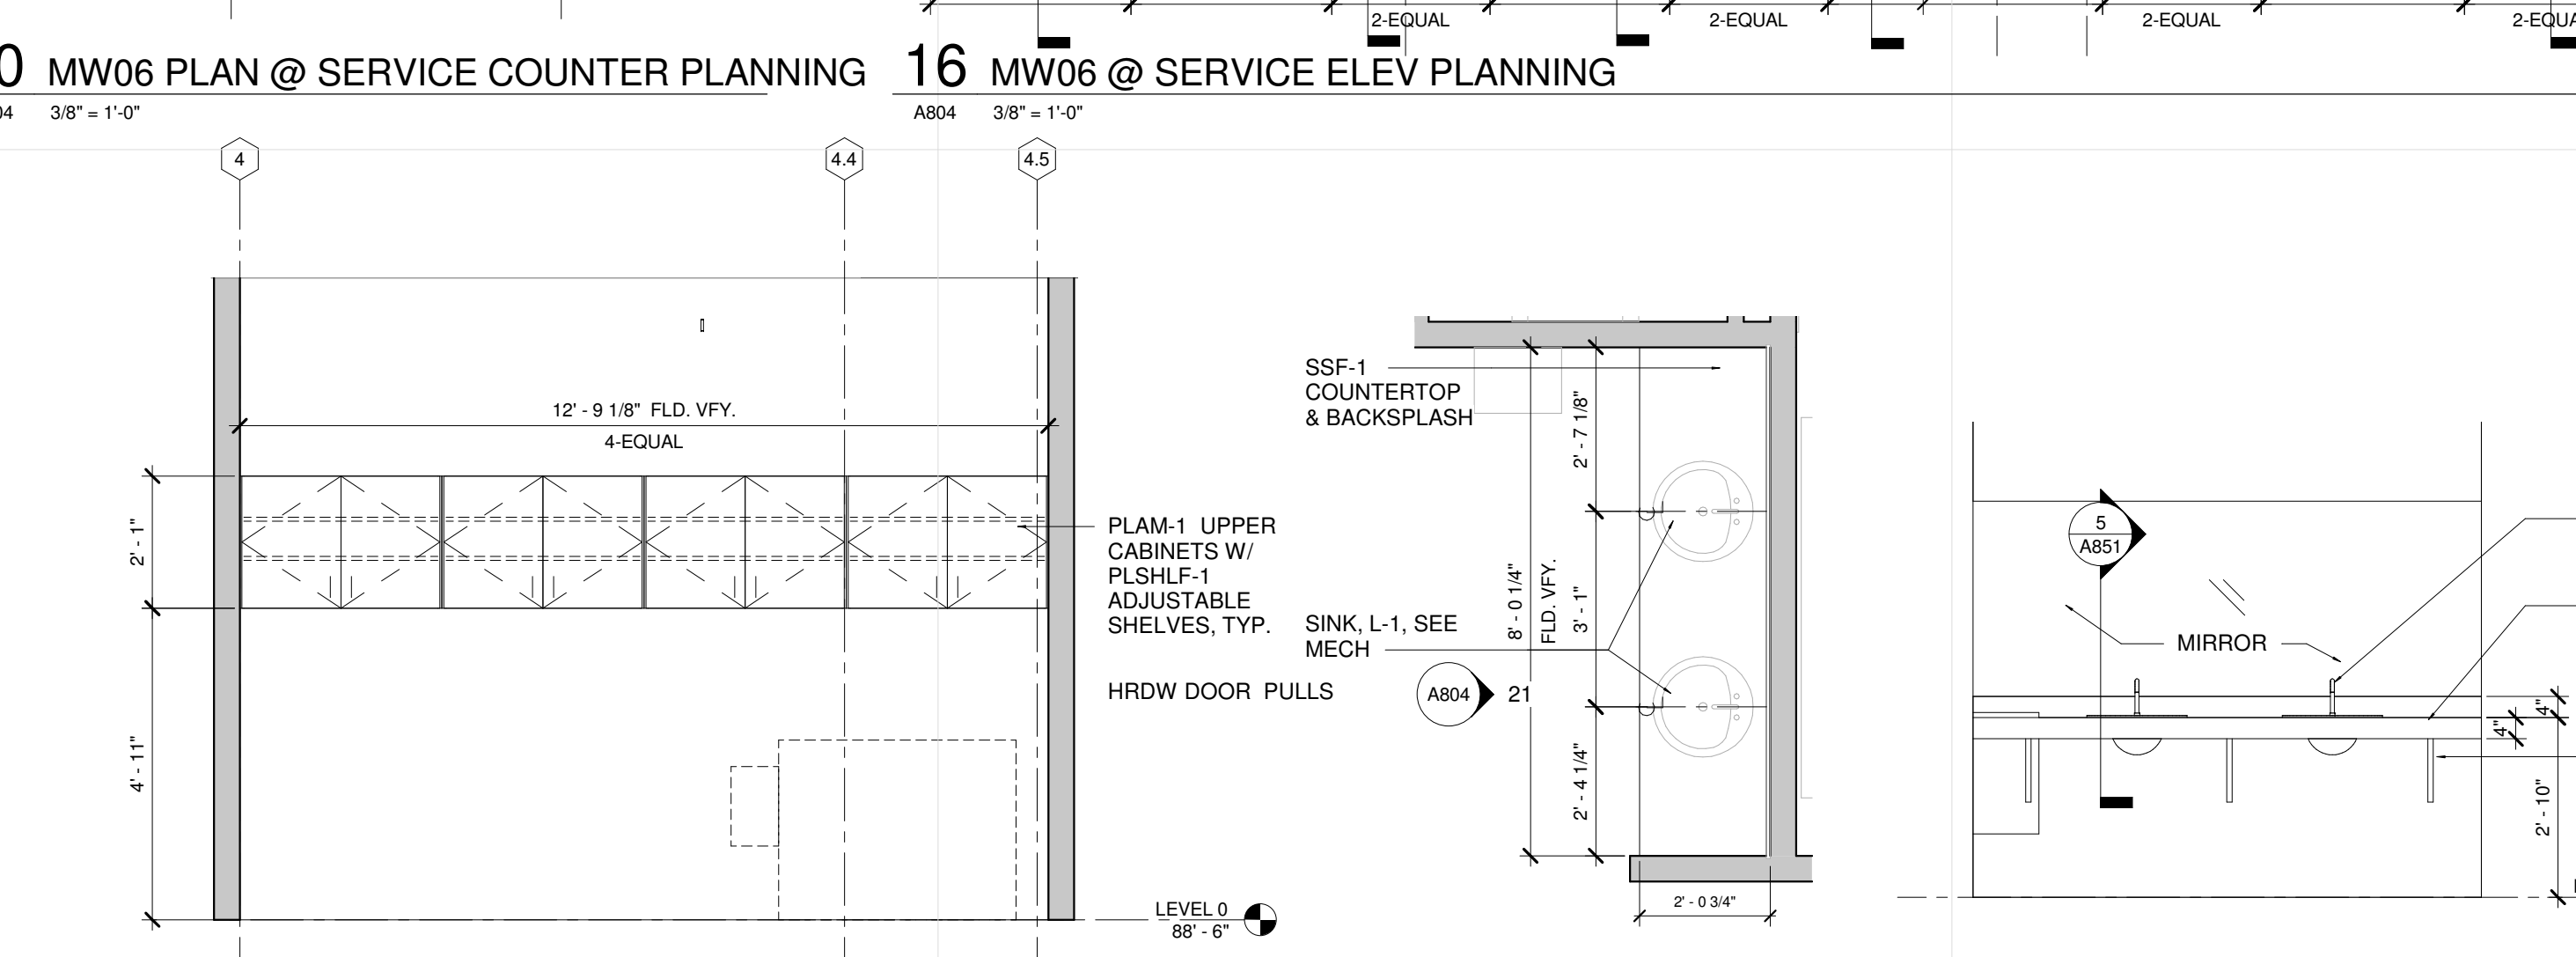 2-EQUAL
2-EQUAL
2-EQUAL
0 MW06 PLAN @ SERVICE COUNTER PLANNING
04 3/8" = 1'-0"
16 MW06 @ SERVICE ELEV PLANNING
A804 3/8" = 1'-0"
4
4.4
4.5
12' - 9 1/8" FLD. VFY.
4-EQUAL
2' - 1"
4' - 11"
PLAM-1 UPPER
CABINETS W/
PLSHLF-1
ADJUSTABLE
SHELVES, TYP.
HRDW DOOR PULLS
LEVEL 0
88' - 6"
SSF-1
COUNTERTOP
& BACKSPLASH
SINK, L-1, SEE
MECH
A804
21
8' - 0 1/4"
FLD. VFY.
2' - 7 1/8"
3' - 1"
2' - 4 1/4"
2' - 0 3/4"
5
A851
MIRROR
4"
4"
2' - 10"